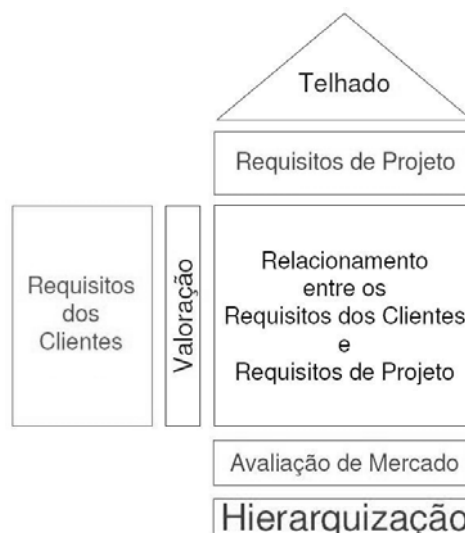 Telhado
Requisitos de Projeto
Requisitos
dos
Clientes
Valoração
Relacionamento
entre os
Requisitos dos Clientes
e
Requisitos de Projeto
Avaliação de Mercado
Hierarquização